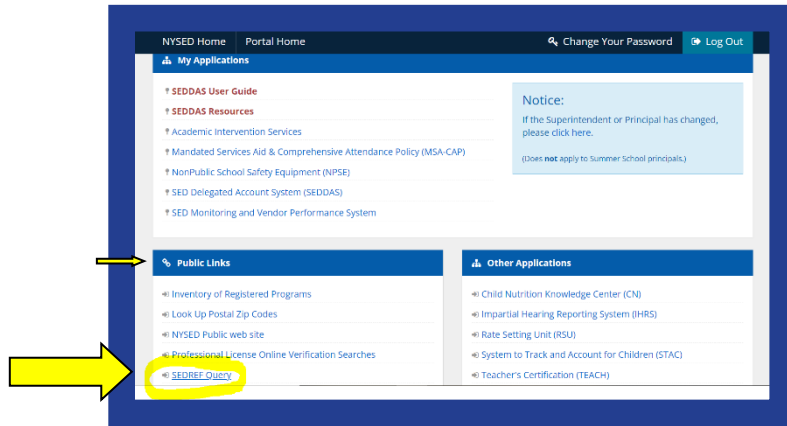 NYSED Home Portal Home Change Your Password Log Out
My Applications
SEDDAS User Guide
SEDDAS Resources
Academic Intervention Services
Mandated Services Aid & Comprehensive Attendance Policy (MSA-CAP)
NonPublic School Safety Equipment (NPSE)
SED Delegated Account System (SEDDAS)
SED Monitoring and Vendor Performance System
Notice:
If the Superintendent or Principal has changed,
please click here.
(Does not apply to Summer School principals.)
Public Links
Inventory of Registered Programs
Look Up Postal Zip Codes
NYSED Public web site
Professional License Online Verification Searches
SEDREF Query
Other Applications
Child Nutrition Knowledge Center (CN)
Impartial Hearing Reporting System (IHRS)
Rate Setting Unit (RSU)
System to Track and Account for Children (STAC)
Teacher's Certification (TEACH)